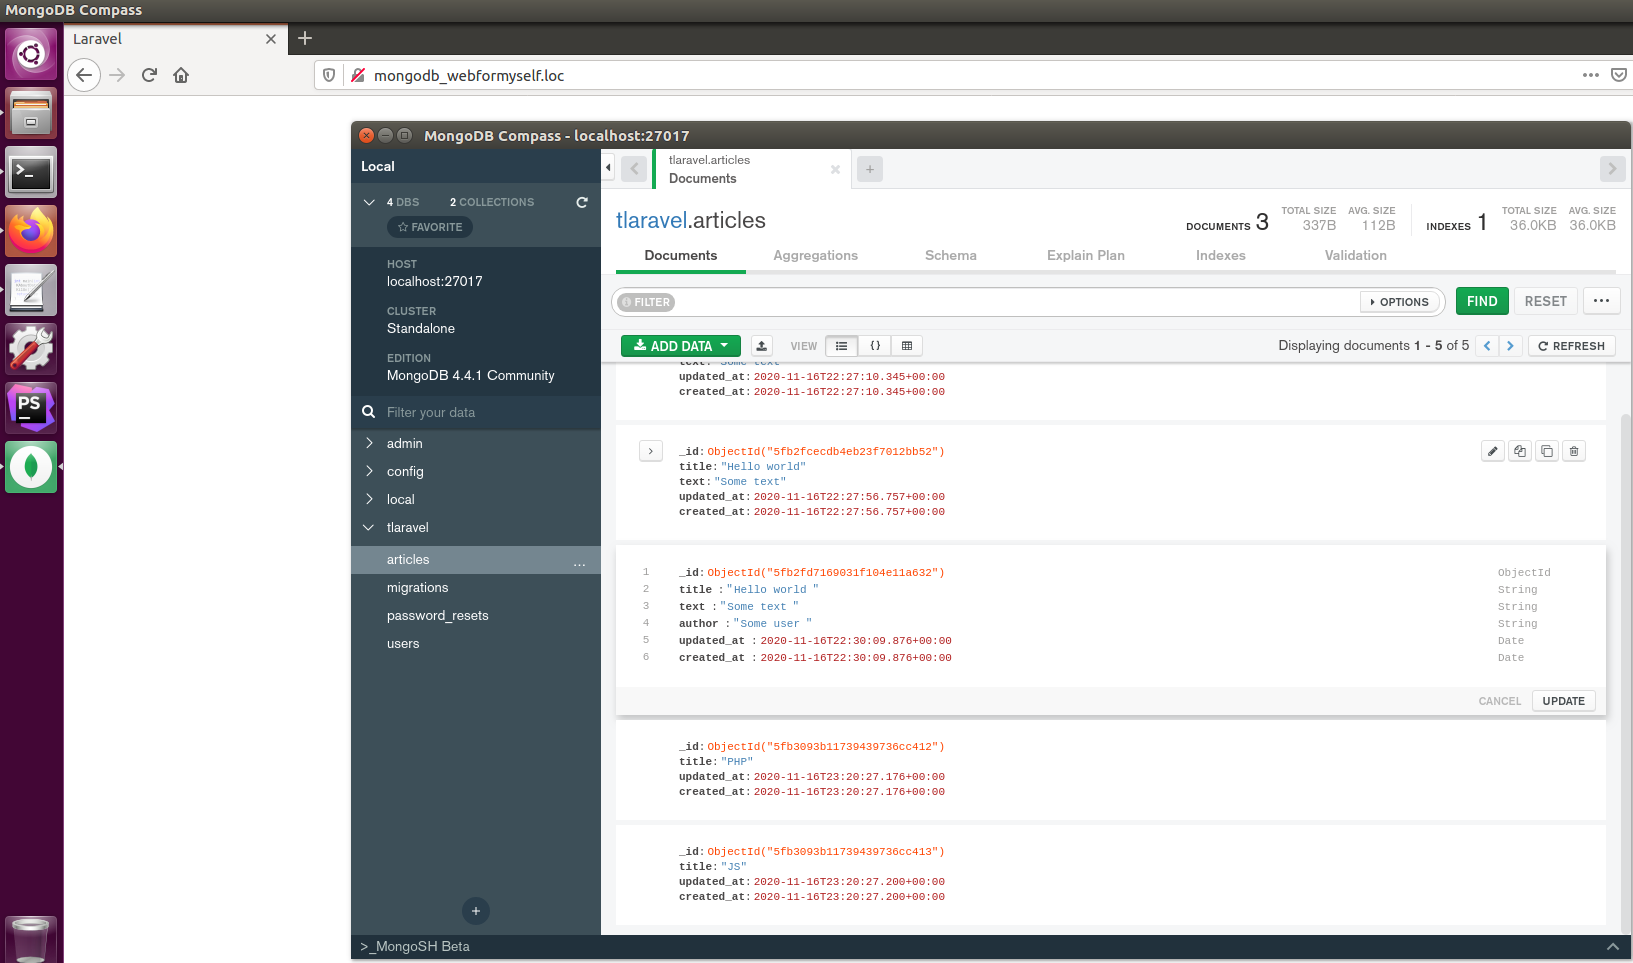 MongoDB Compass
Laravel
mongodb_webformyself.loc
MongoDB Compass - localhost:27017
Local
4 DBS 2 COLLECTIONS
FAVORITE
HOST
localhost:27017
CLUSTER
Standalone
EDITION
MongoDB 4.4.1 Community
Filter your data
admin
config
local
tlaravel
articles ...
migrations
password_resets
users
tlaravel.articles
Documents
tlaravel.articles
DOCUMENTS 3 TOTAL SIZE 337B AVG. SIZE 112B
INDEXES 1 TOTAL SIZE 36.0KB AVG. SIZE 36.0KB
Documents Aggregations Schema Explain Plan Indexes Validation
FILTER OPTIONS FIND RESET ...
ADD DATA VIEW {} Displaying documents 1 - 5 of 5 REFRESH
text: "Some text"
updated_at: 2020-11-16T22:27:10.345+00:00
created_at: 2020-11-16T22:27:10.345+00:00
_id: ObjectId("5fb2fcecdb4eb23f7012bb52")
title: "Hello world"
text: "Some text"
updated_at: 2020-11-16T22:27:56.757+00:00
created_at: 2020-11-16T22:27:56.757+00:00
1 _id: ObjectId("5fb2fd7169031f104e11a632") ObjectId
2 title : "Hello world " String
3 text : "Some text " String
4 author : "Some user " String
5 updated_at : 2020-11-16T22:30:09.876+00:00 Date
6 created_at : 2020-11-16T22:30:09.876+00:00 Date
CANCEL UPDATE
_id: ObjectId("5fb3093b11739439736cc412")
title: "PHP"
updated_at: 2020-11-16T23:20:27.176+00:00
created_at: 2020-11-16T23:20:27.176+00:00
_id: ObjectId("5fb3093b11739439736cc413")
title: "JS"
updated_at: 2020-11-16T23:20:27.200+00:00
created_at: 2020-11-16T23:20:27.200+00:00
>_MongoSH Beta
PS